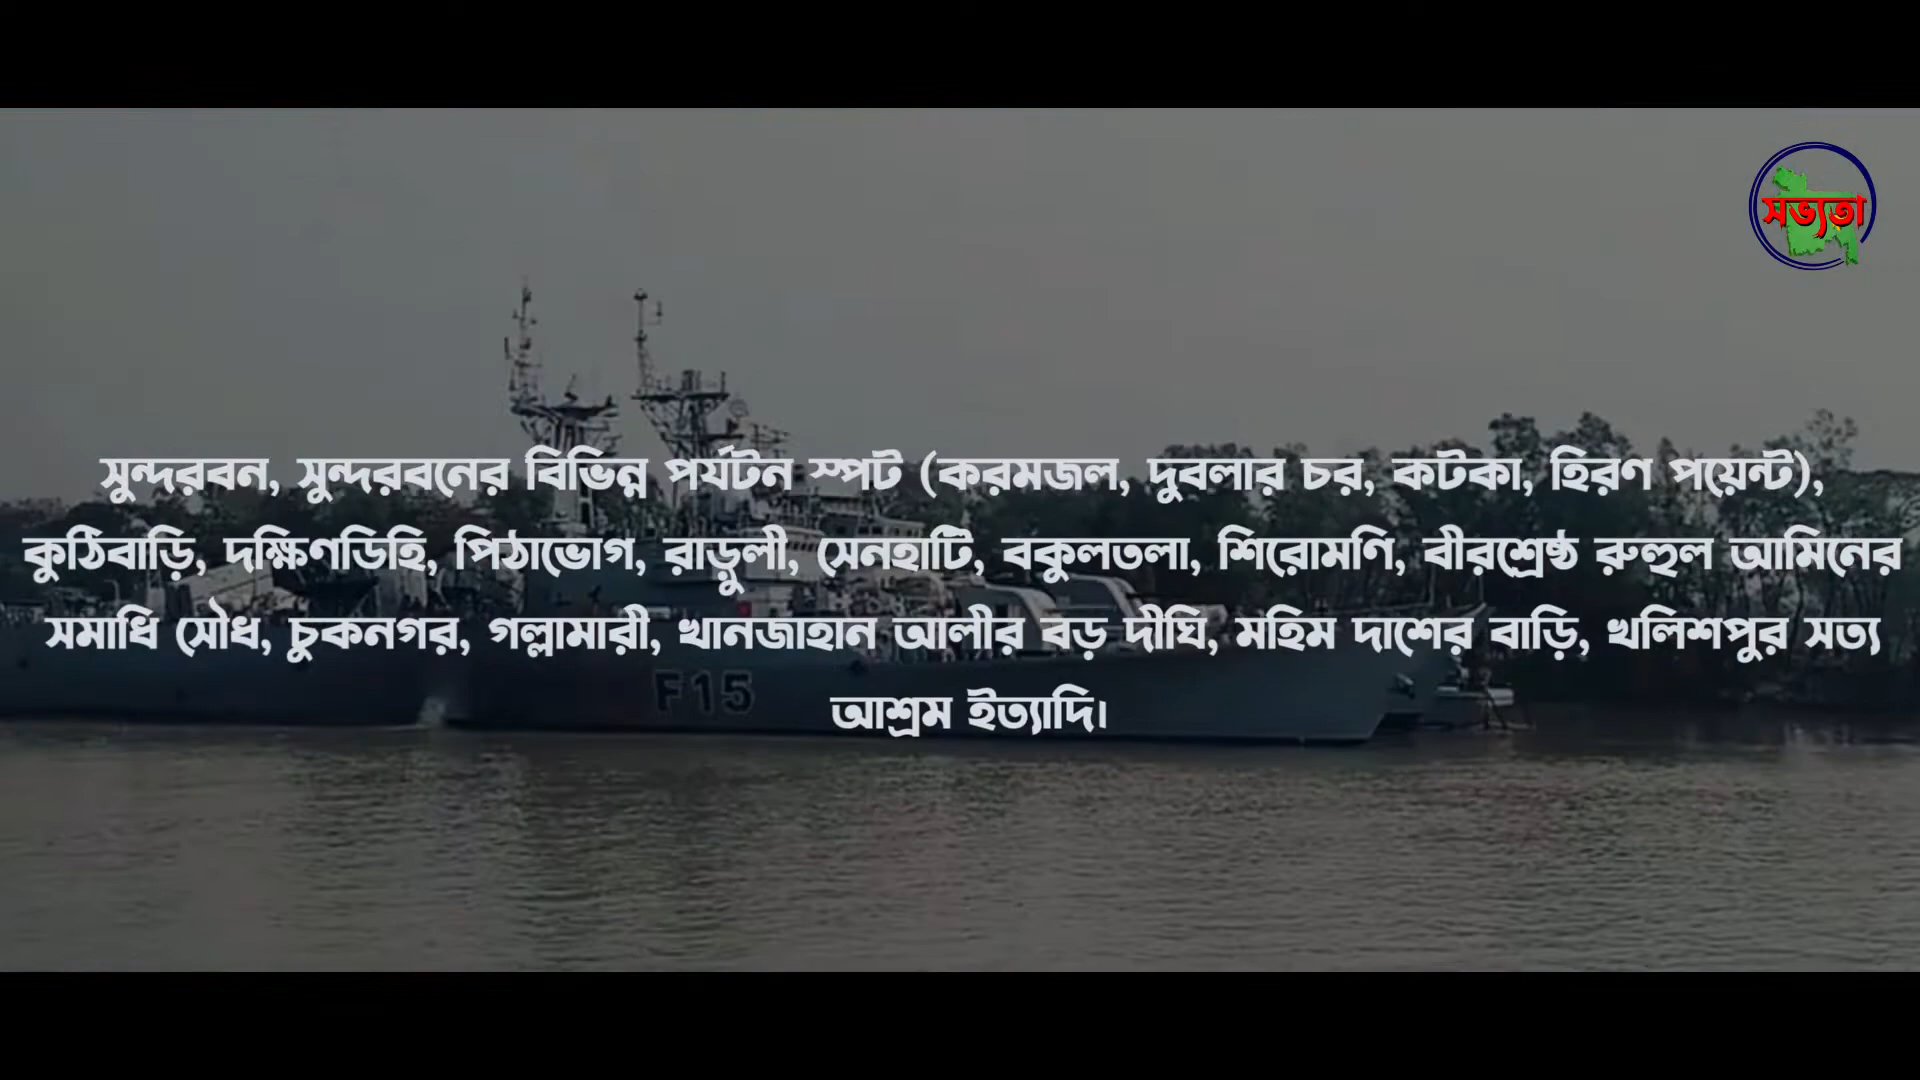 সভ্যতা
সুন্দরবন, সুন্দরবনের বিভিন্ন পর্যটন স্পট (করমজল, দুবলার চর, কটকা, হিরণ পয়েন্ট),
কুঠিবাড়ি, দক্ষিণডিহি, পিঠাভোগ, রাড়ুলী, সেনহাটি, বকুলতলা, শিরোমণি, বীরশ্রেষ্ঠ রুহুল আমিনের
সমাধি সৌধ, চুকনগর, গল্লামারী, খানজাহান আলীর বড় দীঘি, মহিম দাশের বাড়ি, খলিশপুর সত্য
আশ্রম ইত্যাদি।
F15